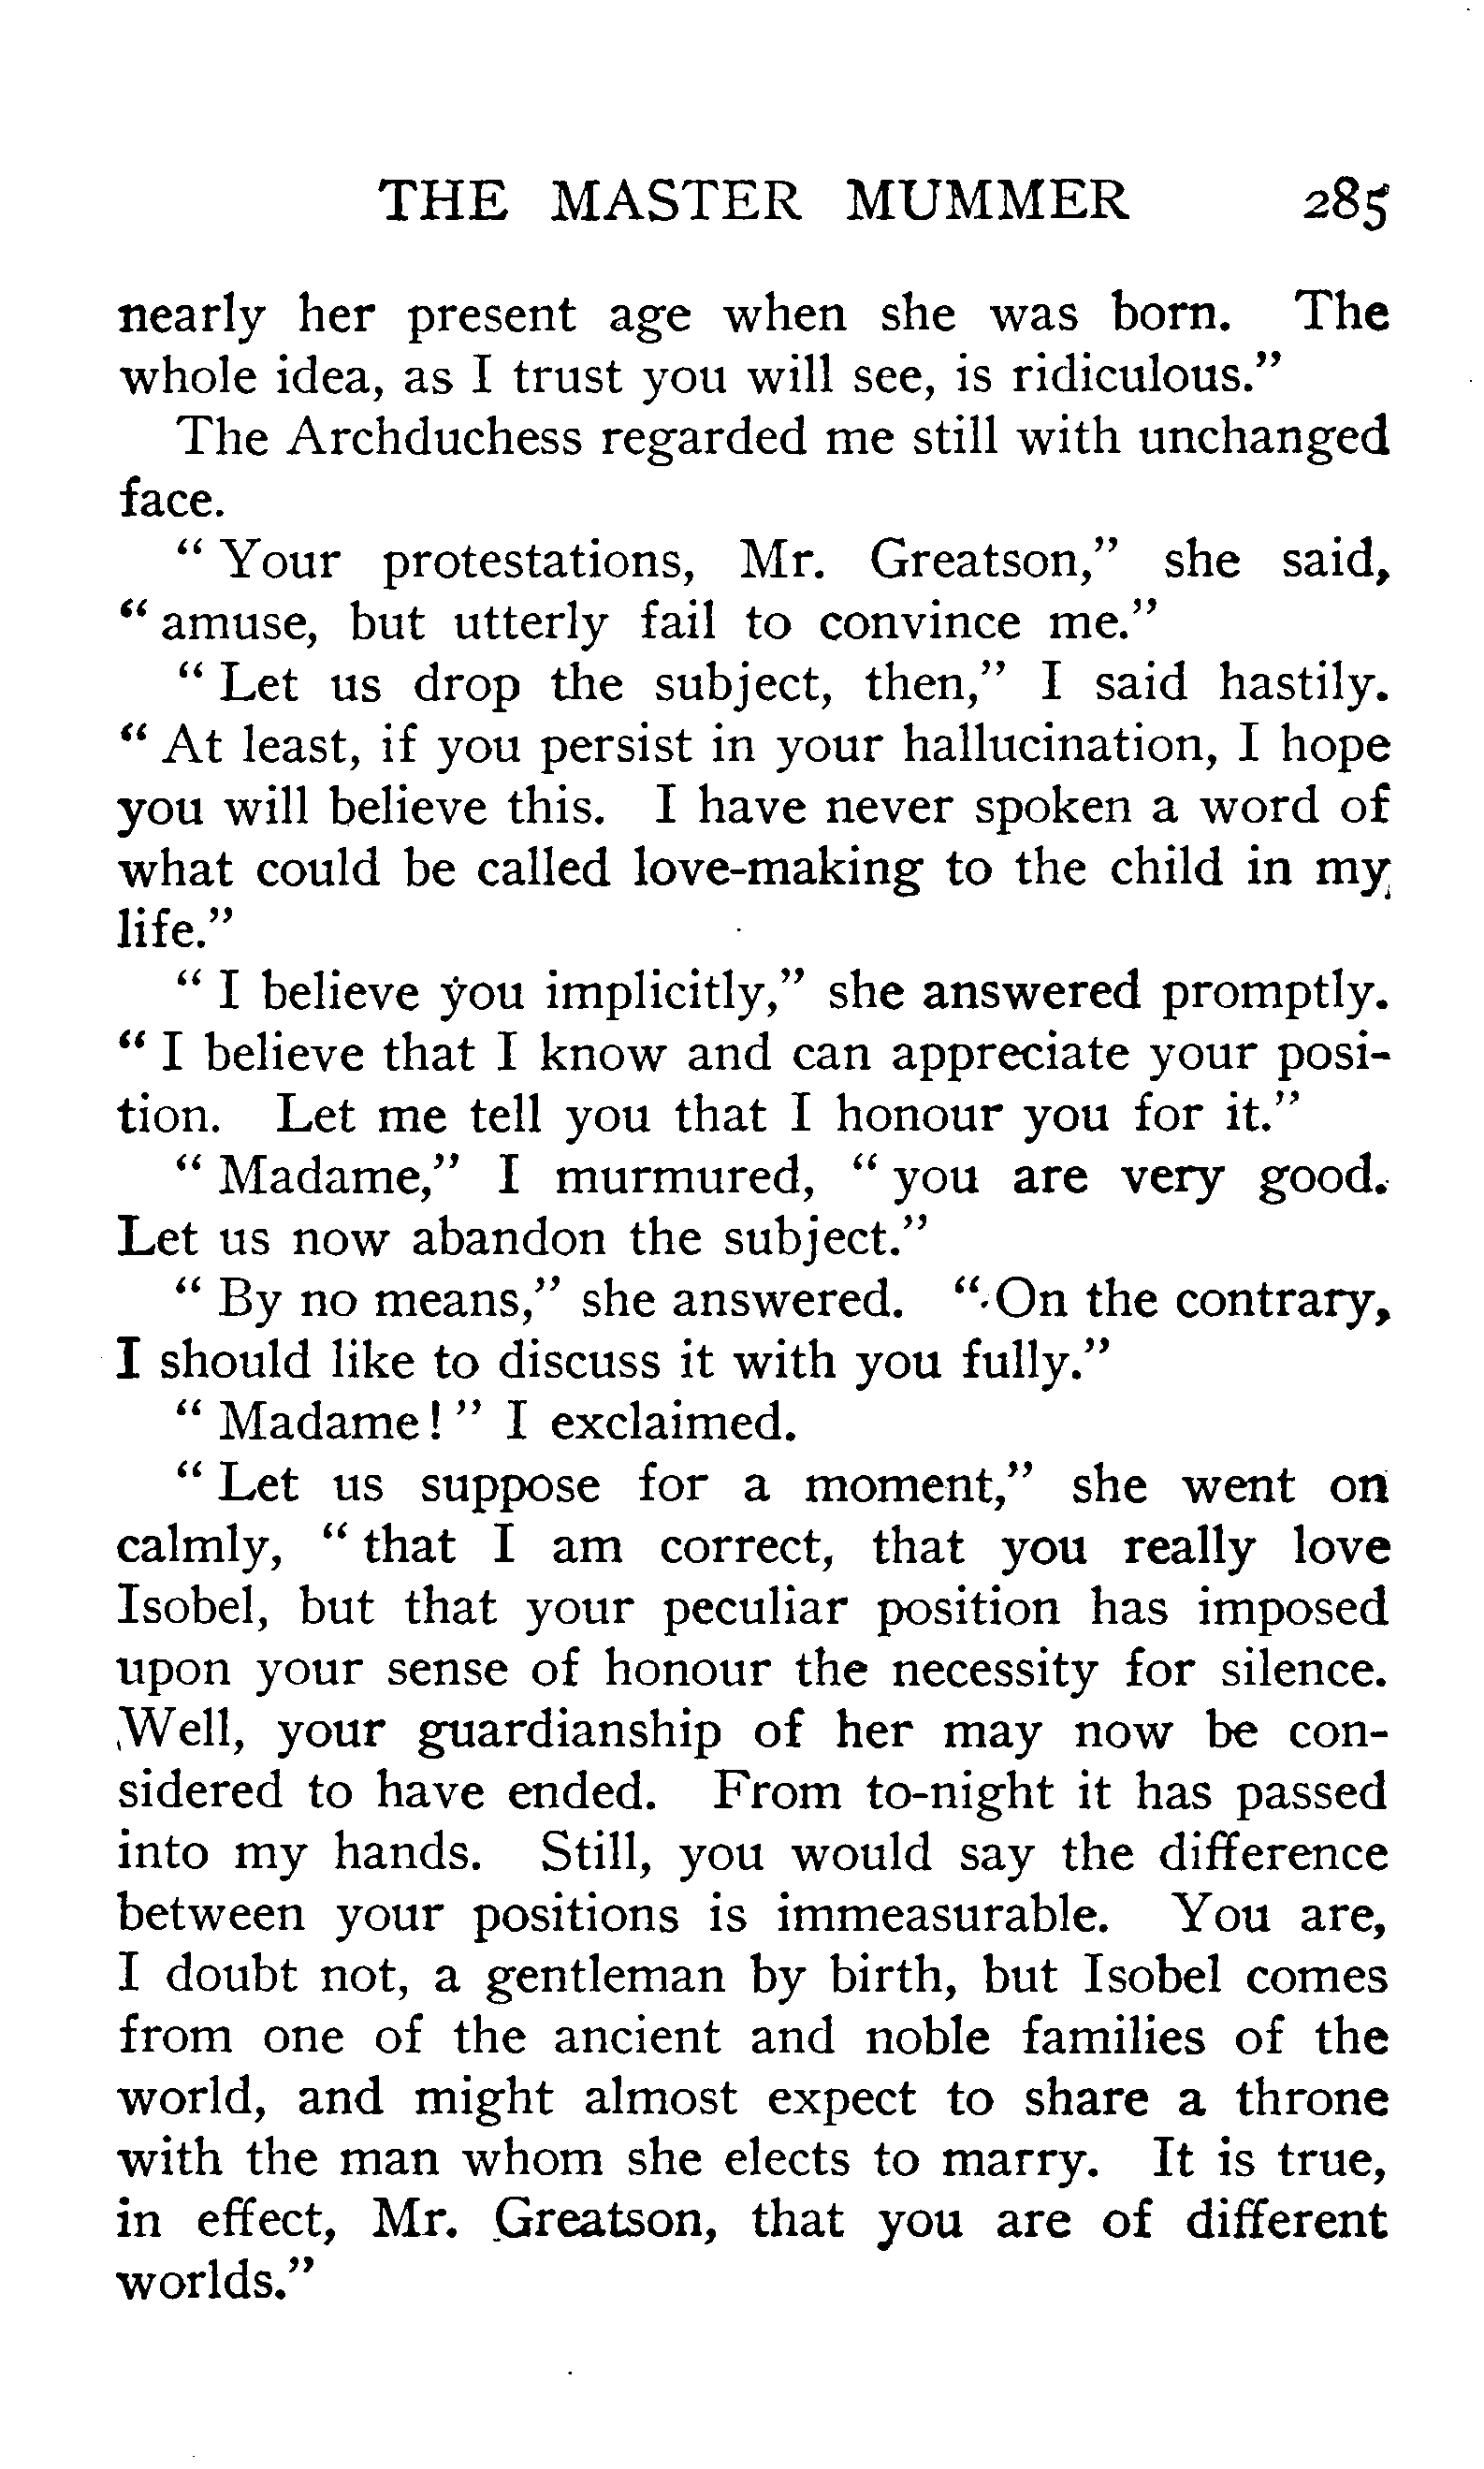 THE MASTER MUMMER 285
nearly her present age when she was born. The
whole idea, as I trust you will see, is ridiculous."
The Archduchess regarded me still with unchanged
face.
"Your protestations, Mr. Greatson," she said,
"amuse, but utterly fail to convince me."
"Let us drop the subject, then," I said hastily.
"At least, if you persist in your hallucination, I hope
you will believe this. I have never spoken a word of
what could be called love-making to the child in my
life."
"I believe you implicitly," she answered promptly.
"I believe that I know and can appreciate your posi-
tion. Let me tell you that I honour you for it."
"Madame," I murmured, "you are very good.
Let us now abandon the subject."
"By no means," she answered. "On the contrary,
I should like to discuss it with you fully."
"Madame!" I exclaimed.
"Let us suppose for a moment," she went on
calmly, "that I am correct, that you really love
Isobel, but that your peculiar position has imposed
upon your sense of honour the necessity for silence.
Well, your guardianship of her may now be con-
sidered to have ended. From to-night it has passed
into my hands. Still, you would say the difference
between your positions is immeasurable. You are,
I doubt not, a gentleman by birth, but Isobel comes
from one of the ancient and noble families of the
world, and might almost expect to share a throne
with the man whom she elects to marry. It is true,
in effect, Mr. Greatson, that you are of different
worlds."